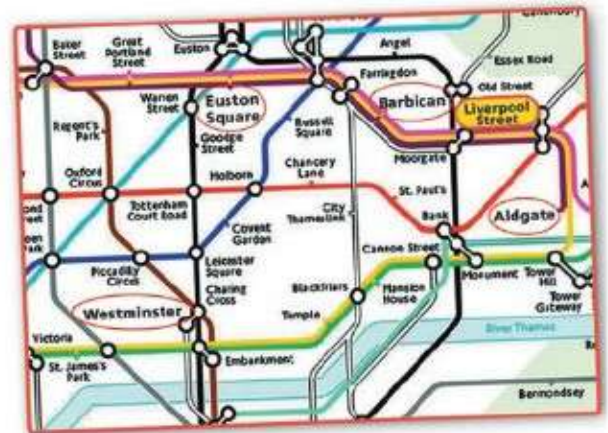 Canonbury
Baker
Street
Great
Portland
Street
Euston
Angel
Essex Road
Farringdon
Old Street
Warren
Street
Euston
Square
Barbican
Liverpool
Street
Regent's
Park
Goodge
Street
Russell
Square
Moorgate
Oxford
Circus
Tottenham
Court Road
Holborn
Chancery
Lane
St. Paul's
Bank
Aldgate
City
Thameslink
Covent
Garden
Piccadilly
Circus
Leicester
Square
Cannon Street
Monument
Tower
Hill
Tower
Gateway
Charing
Cross
Blackfriars
Mansion
House
Westminster
Temple
River Thames
Victoria
St. James's
Park
Embankment
Bermondsey